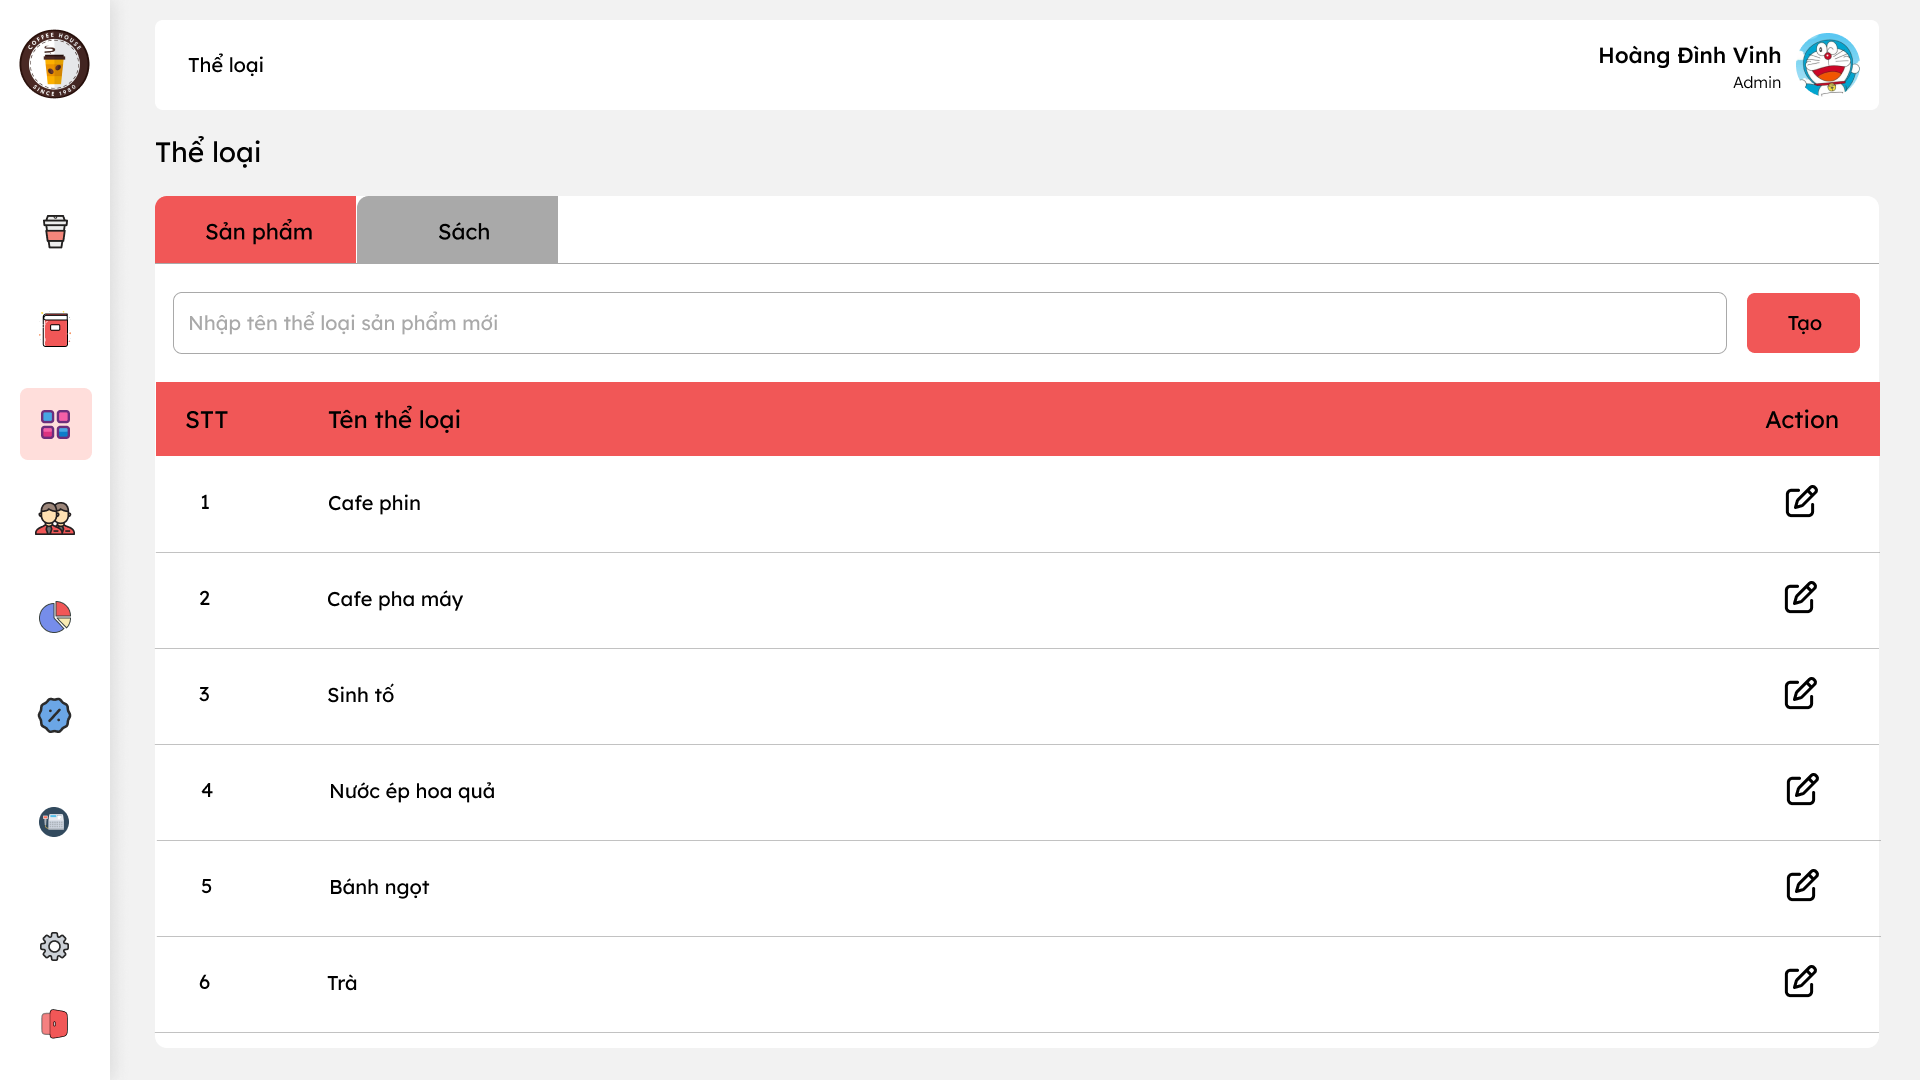 COFFEE HOUSE
SINCE 1980
Thể loại
Hoàng Đình Vinh
Admin
Thể loại
Sản phẩm
Sách
Nhập tên thể loại sản phẩm mới
Tạo
STT Tên thể loại Action
1 Cafe phin
2 Cafe pha máy
3 Sinh tố
4 Nước ép hoa quả
5 Bánh ngọt
6 Trà